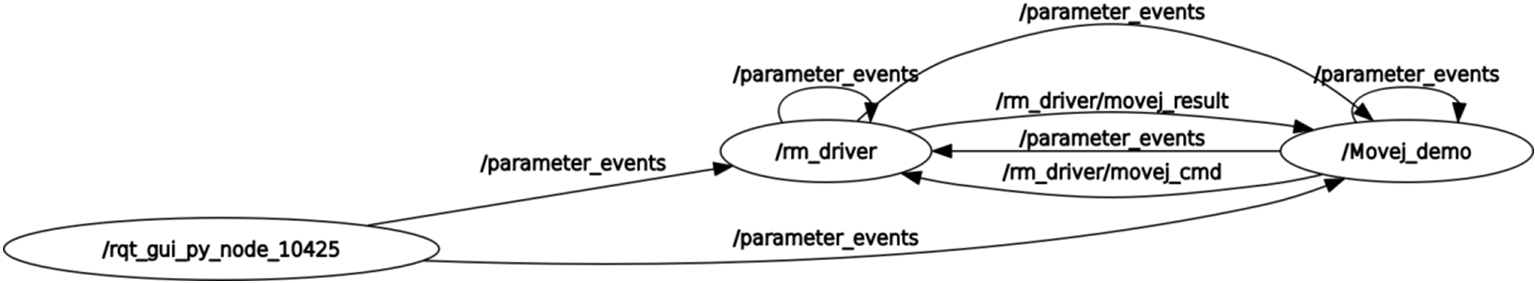 /parameter_events
/parameter_events
/parameter_events
/rm_driver/movej_result
/parameter_events
/rm_driver
/Movej_demo
/parameter_events
/rm_driver/movej_cmd
/parameter_events
/rqt_gui_py_node_10425